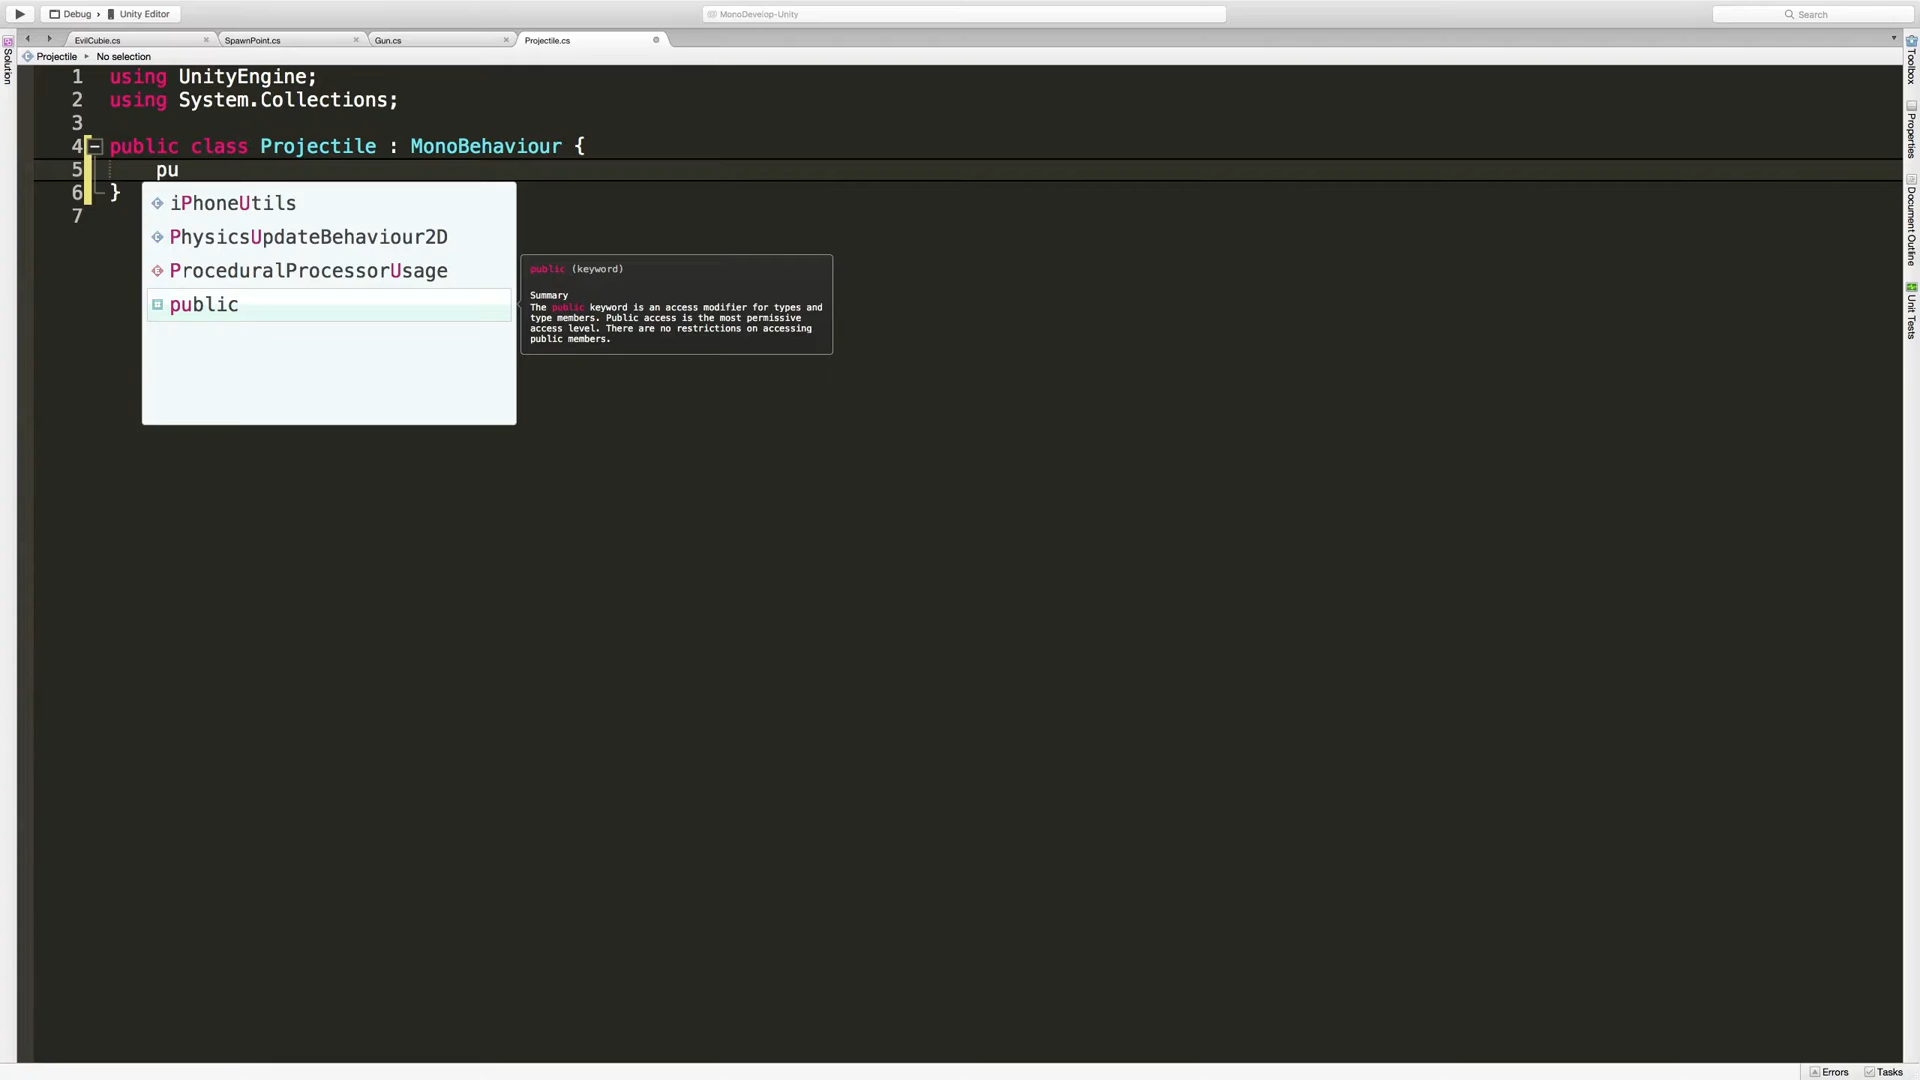 Debug › Unity Editor
MonoDevelop-Unity
Search
EvilCubie.cs
SpawnPoint.cs
Gun.cs
Projectile.cs
Projectile ▸ No selection
Solution
1 using UnityEngine;
2 using System.Collections;
3
4 public class Projectile : MonoBehaviour {
5 pu
6 }
7
iPhoneUtils
PhysicsUpdateBehaviour2D
ProceduralProcessorUsage
public
public (keyword)
Summary
The public keyword is an access modifier for types and
type members. Public access is the most permissive
access level. There are no restrictions on accessing
public members.
Toolbox
Properties
Document Outline
Unit Tests
Errors
Tasks